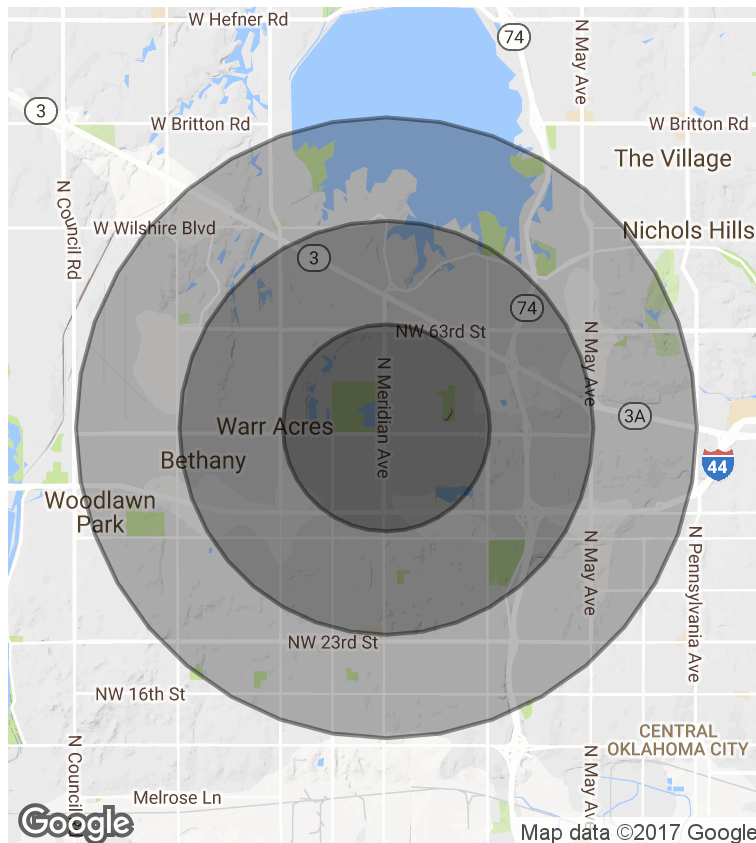 W Hefner Rd
74
N May Ave
3
W Britton Rd
W Britton Rd
The Village
N Council Rd
W Wilshire Blvd
Nichols Hills
3
74
NW 63rd St
N May Ave
N Meridian Ave
3A
Warr Acres
Bethany
44
Woodlawn
Park
N May Ave
N Pennsylvania Ave
NW 23rd St
NW 16th St
CENTRAL
OKLAHOMA CITY
N Council
N May Ave
Melrose Ln
Google
Map data ©2017 Google